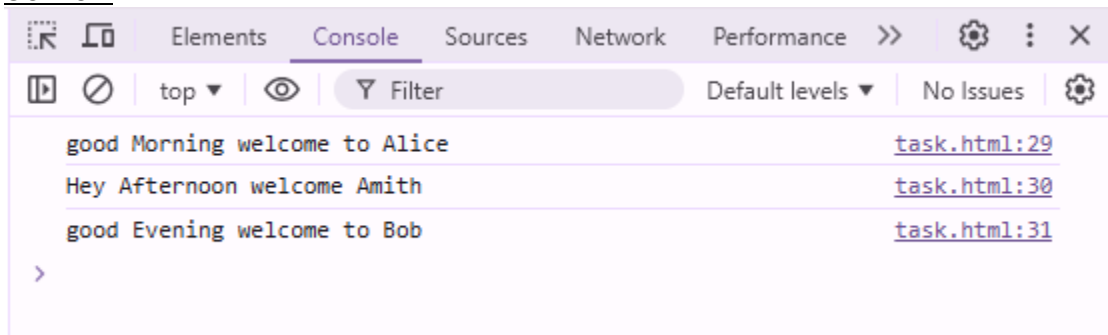 Elements Console Sources Network Performance >>
top ▼ Filter Default levels ▼ No Issues
good Morning welcome to Alice task.html:29
Hey Afternoon welcome Amith task.html:30
good Evening welcome to Bob task.html:31
>